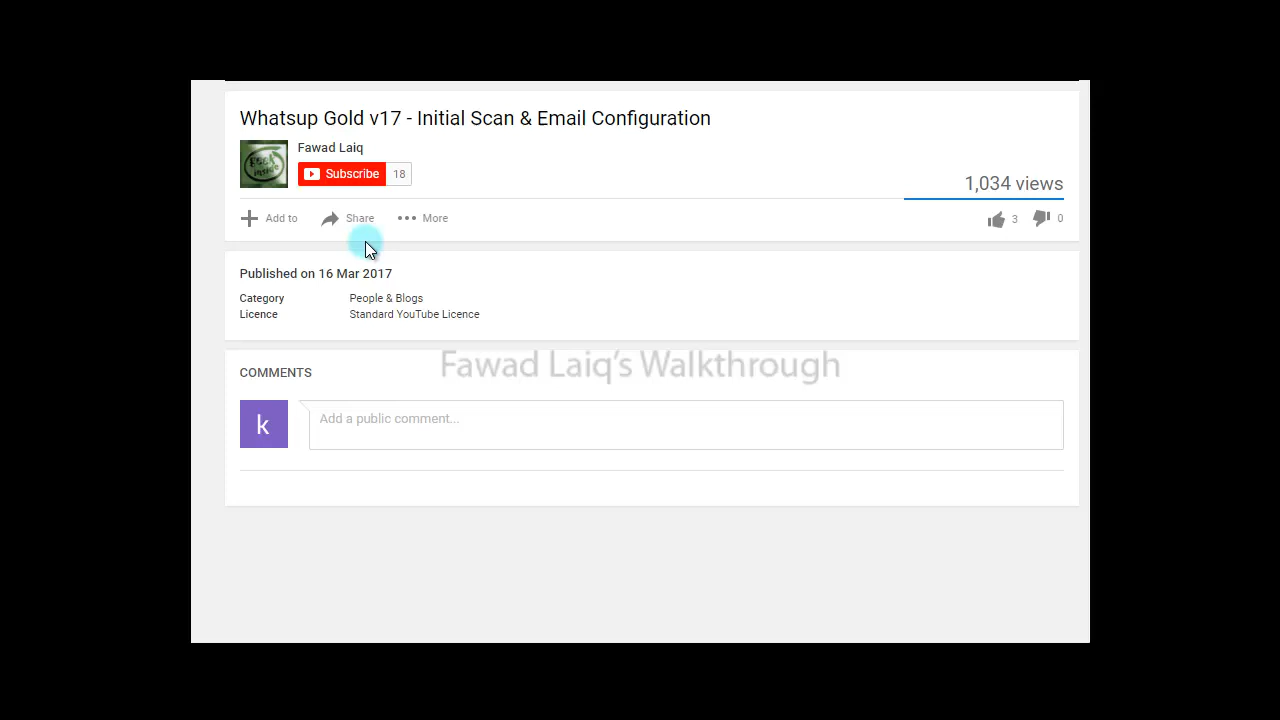 Whatsup Gold v17 - Initial Scan & Email Configuration
Fawad Laiq
Subscribe 18
1,034 views
Add to Share More 3 0
Published on 16 Mar 2017
Category People & Blogs
Licence Standard YouTube Licence
Fawad Laiq's Walkthrough
COMMENTS
k
Add a public comment...